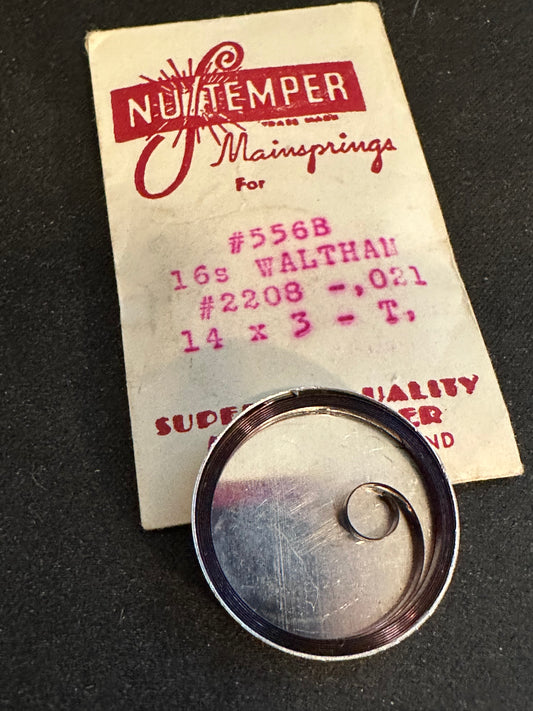 NU TEMPER
TRADE MARK
Mainsprings
For
#556B
16s WALTHAM
#2208 -.021
14 x 3 - T.